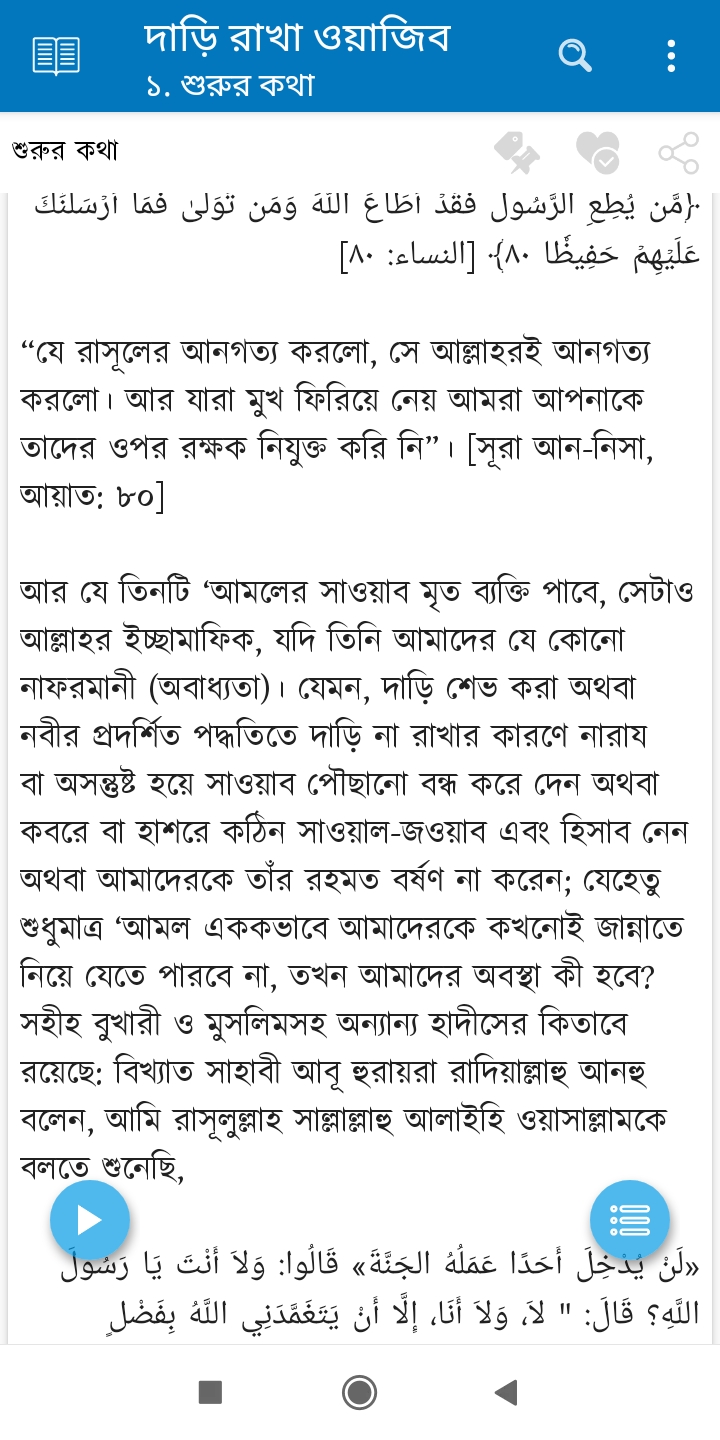 দাড়ি রাখা ওয়াজিব
১. শুরুর কথা
শুরুর কথা
﴿مَّن يُطِعِ ٱلرَّسُولَ فَقَدۡ أَطَاعَ ٱللَّهَۖ وَمَن تَوَلَّىٰ فَمَآ أَرۡسَلۡنَٰكَ
عَلَيۡهِمۡ حَفِيظٗا ٨٠﴾ [النساء: ٨٠]
“যে রাসূলের আনগত্য করলো, সে আল্লাহরই আনগত্য
করলো। আর যারা মুখ ফিরিয়ে নেয় আমরা আপনাকে
তাদের ওপর রক্ষক নিযুক্ত করি নি”। [সূরা আন-নিসা,
আয়াত: ৮০]
আর যে তিনটি ‘আমলের সাওয়াব মৃত ব্যক্তি পাবে, সেটাও
আল্লাহর ইচ্ছামাফিক, যদি তিনি আমাদের যে কোনো
নাফরমানী (অবাধ্যতা)। যেমন, দাড়ি শেভ করা অথবা
নবীর প্রদর্শিত পদ্ধতিতে দাড়ি না রাখার কারণে নারায
বা অসন্তুষ্ট হয়ে সাওয়াব পৌছানো বন্ধ করে দেন অথবা
কবরে বা হাশরে কঠিন সাওয়াল-জওয়াব এবং হিসাব নেন
অথবা আমাদেরকে তাঁর রহমত বর্ষণ না করেন; যেহেতু
শুধুমাত্র ‘আমল এককভাবে আমাদেরকে কখনোই জান্নাতে
নিয়ে যেতে পারবে না, তখন আমাদের অবস্থা কী হবে?
সহীহ বুখারী ও মুসলিমসহ অন্যান্য হাদীসের কিতাবে
রয়েছে: বিখ্যাত সাহাবী আবূ হুরায়রা রাদিয়াল্লাহু আনহু
বলেন, আমি রাসূলুল্লাহ সাল্লাল্লাহু আলাইহি ওয়াসাল্লামকে
বলতে শুনেছি,
«لَنْ يُدْخِلَ أَحَدًا عَمَلُهُ الجَنَّةَ» قَالُوا: وَلاَ أَنْتَ يَا رَسُولَ
اللَّهِ؟ قَالَ: " لاَ، وَلاَ أَنَا، إِلَّا أَنْ يَتَغَمَّدَنِي اللَّهُ بِفَضْلٍ